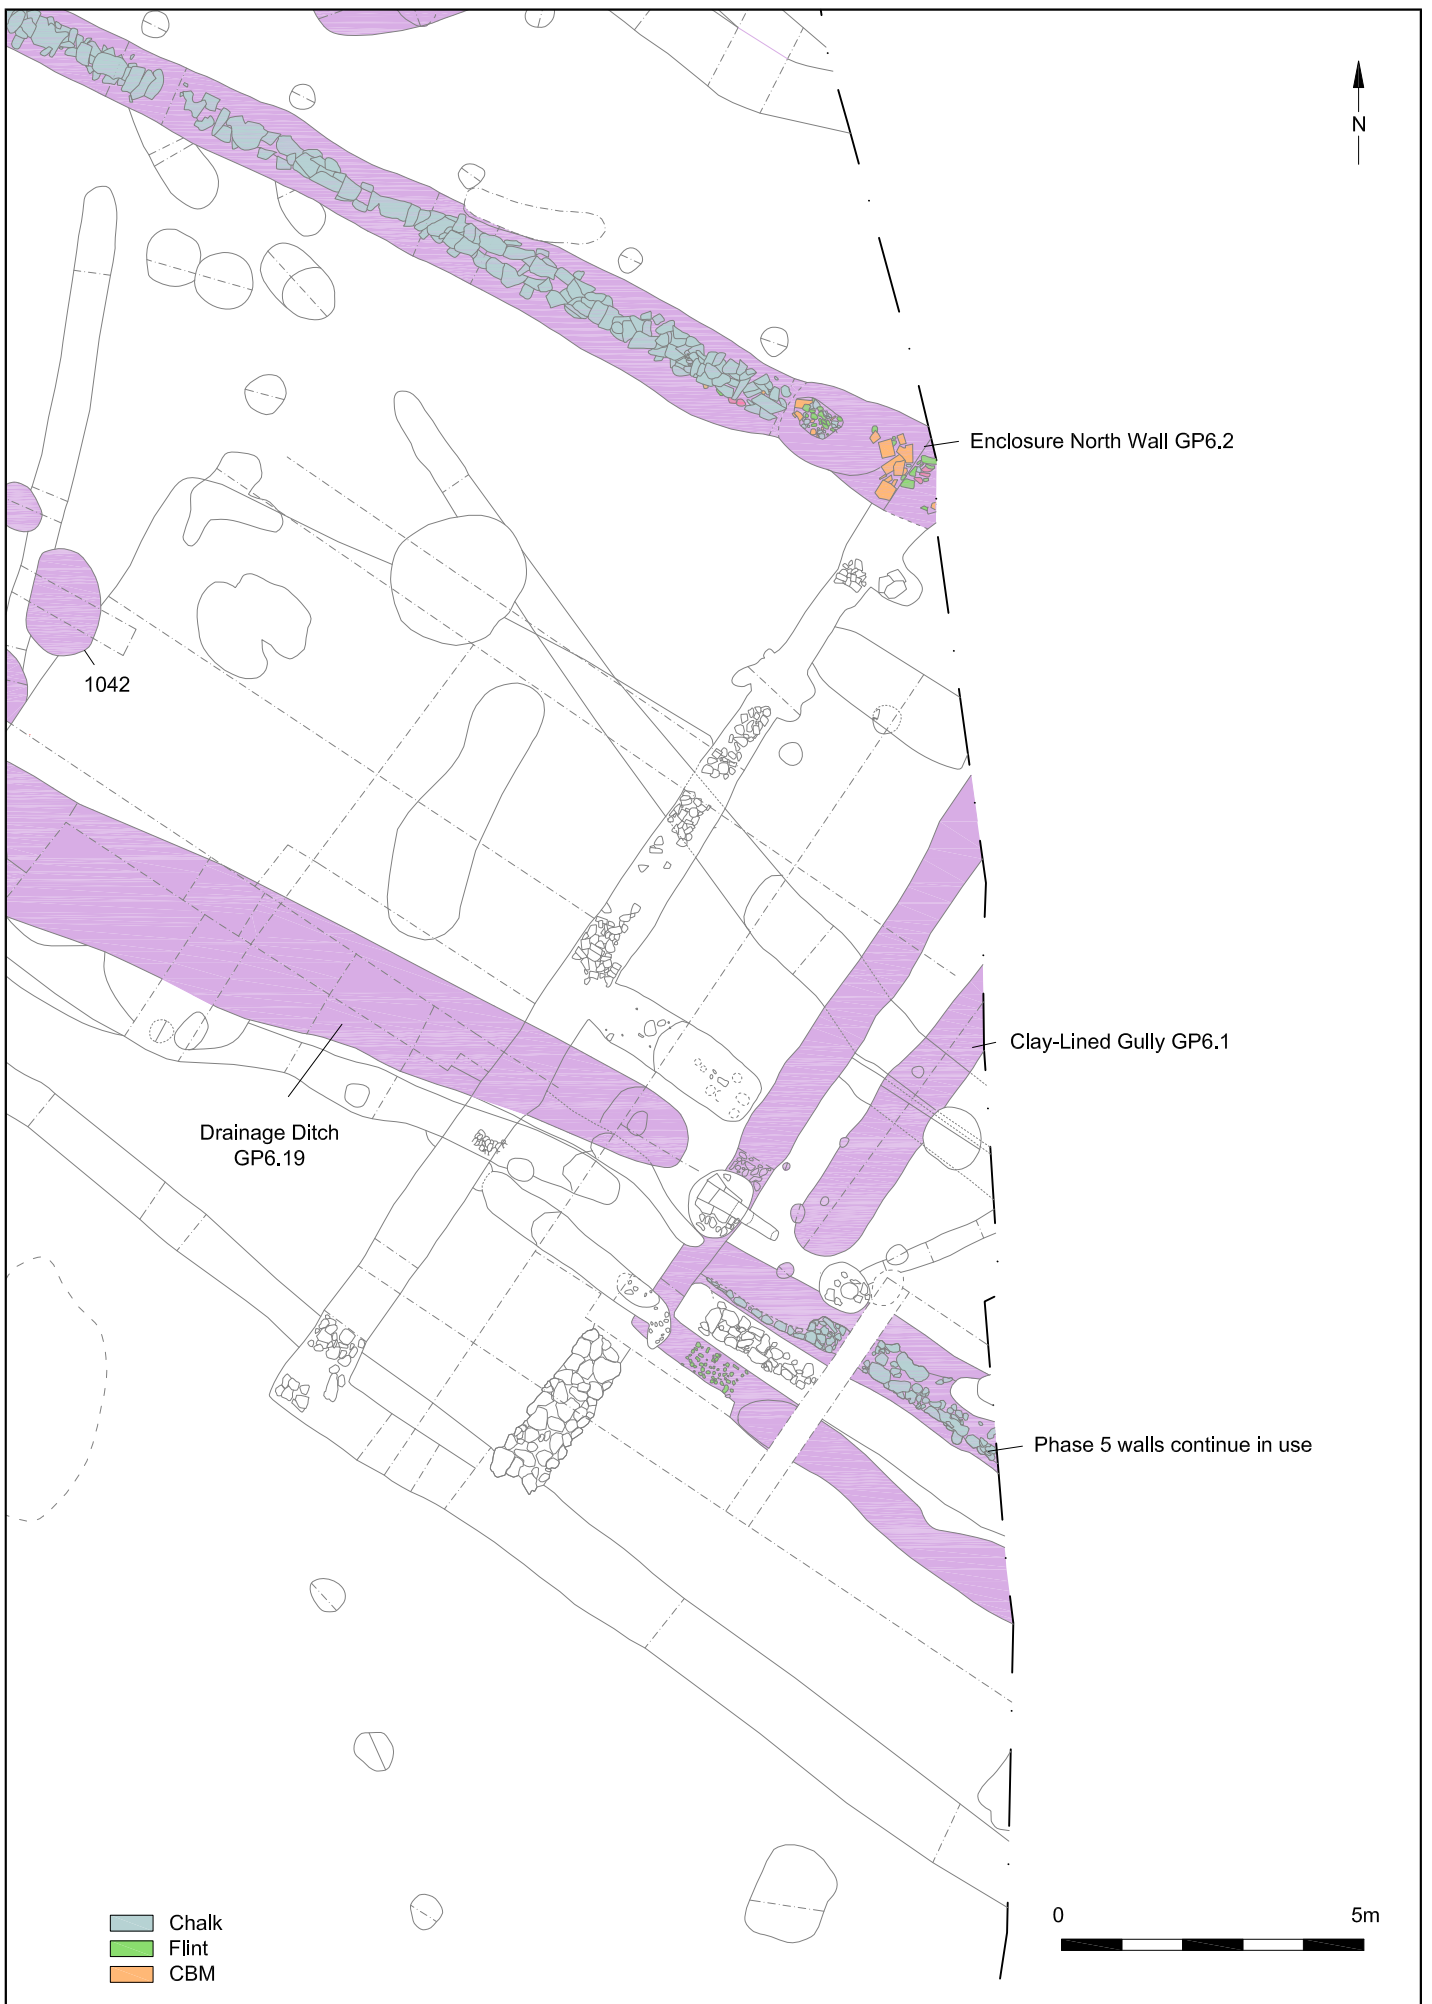 N
Enclosure North Wall GP6.2
1042
Clay-Lined Gully GP6.1
Drainage Ditch
GP6.19
Phase 5 walls continue in use
Chalk
Flint
CBM
0 5m